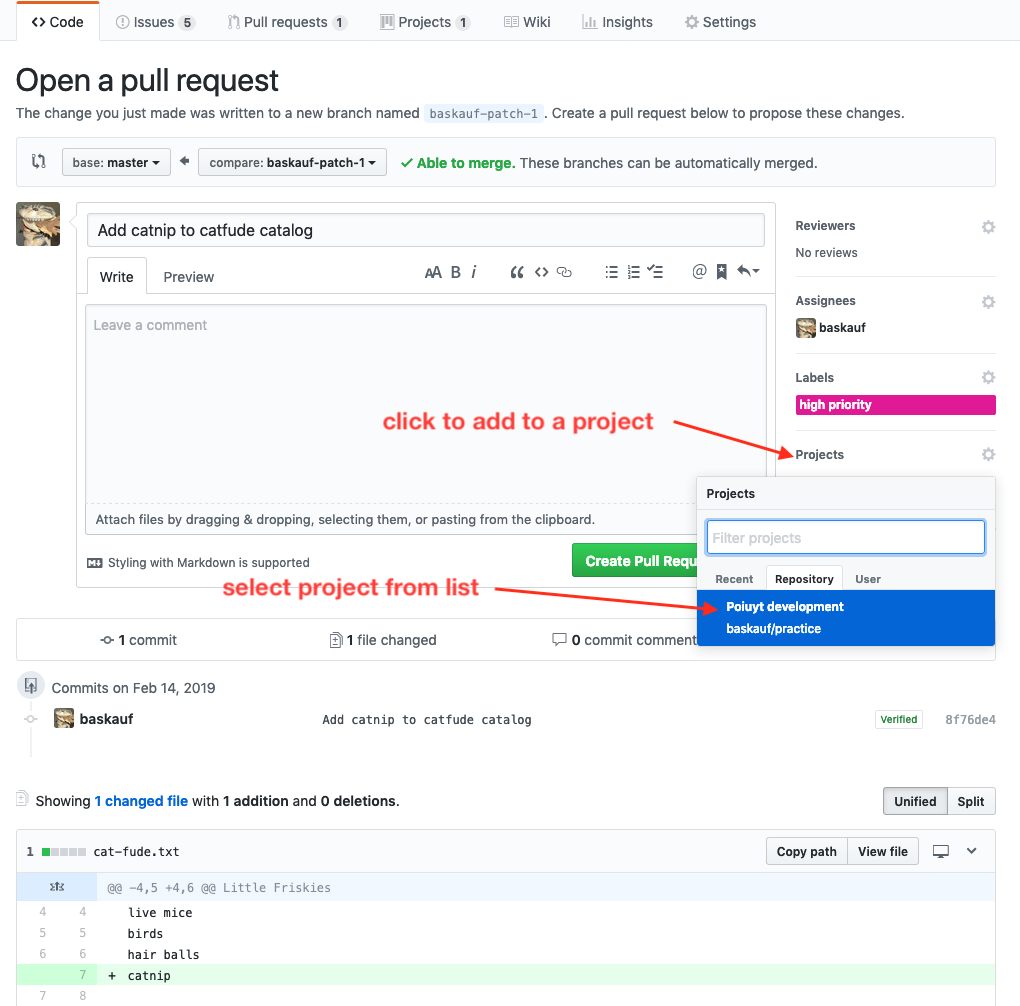 Code Issues 5 Pull requests 1 Projects 1 Wiki Insights Settings
Open a pull request
The change you just made was written to a new branch named baskauf-patch-1. Create a pull request below to propose these changes.
base: master compare: baskauf-patch-1 Able to merge. These branches can be automatically merged.
Add catnip to catfude catalog
Write Preview AA B i
Leave a comment
click to add to a project
Attach files by dragging & dropping, selecting them, or pasting from the clipboard.
Styling with Markdown is supported
Create Pull Requ
select project from list
Reviewers
No reviews
Assignees
baskauf
Labels
high priority
Projects
Projects
Filter projects
Recent Repository User
Poiuyt development
baskauf/practice
1 commit 1 file changed 0 commit comment
Commits on Feb 14, 2019
baskauf Add catnip to catfude catalog Verified 8f76de4
Showing 1 changed file with 1 addition and 0 deletions. Unified Split
1 cat-fude.txt Copy path View file
@@ -4,5 +4,6 @@ Little Friskies
4 4 live mice
5 5 birds
6 6 hair balls
7 + catnip
7 8